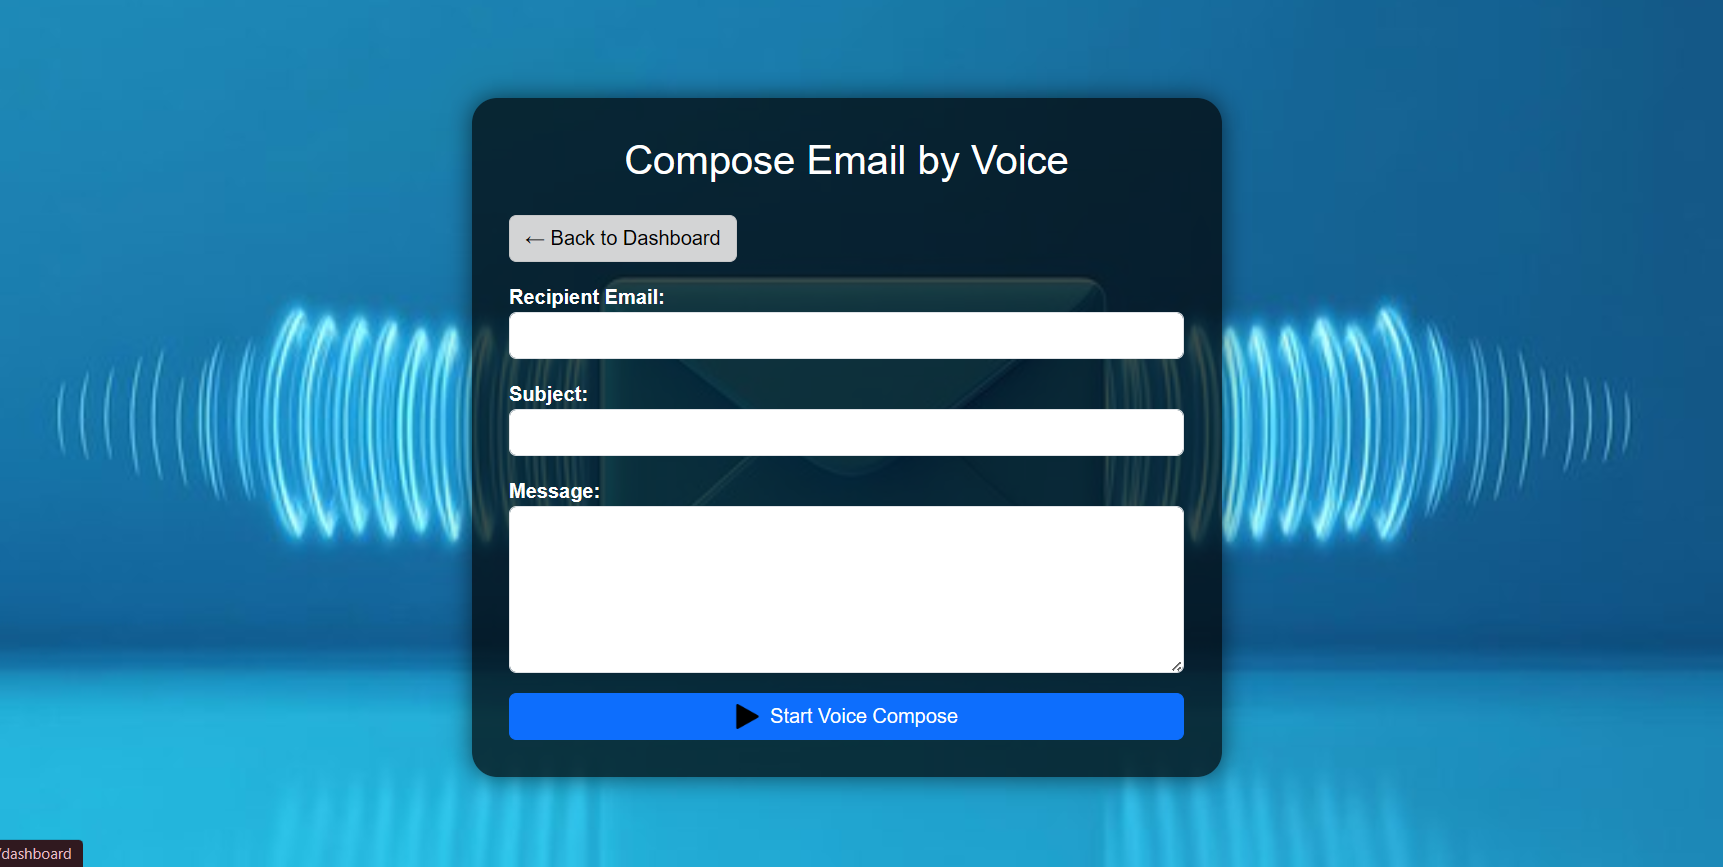 Compose Email by Voice
← Back to Dashboard
Recipient Email:
Subject:
Message:
Start Voice Compose
/dashboard